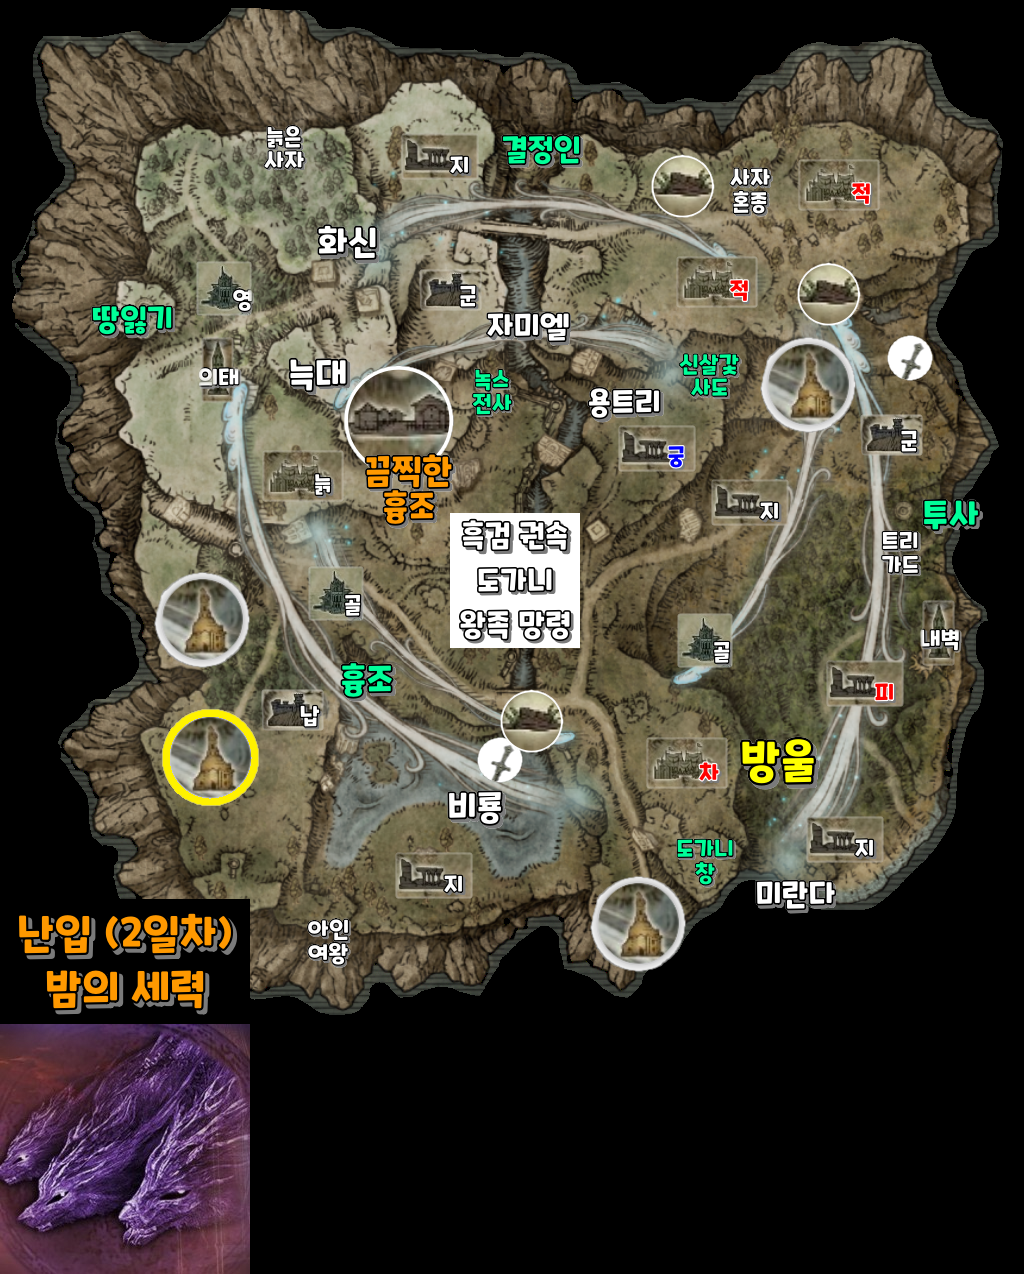 늙은
사자
지
결정인
사자
혼종
적
화신
영
군
적
땅잃기
자미엘
의태
늑대
녹스
전사
신살갗
사도
용트리
군
궁
끔찍한
흉조
늙
지
투사
흑검 권속
도가니
왕족 망령
트리
가드
골
골
내벽
흉조
피
납
차
방울
비룡
도가니
창
지
지
미란다
아인
여왕
난입 (2일차)
밤의 세력